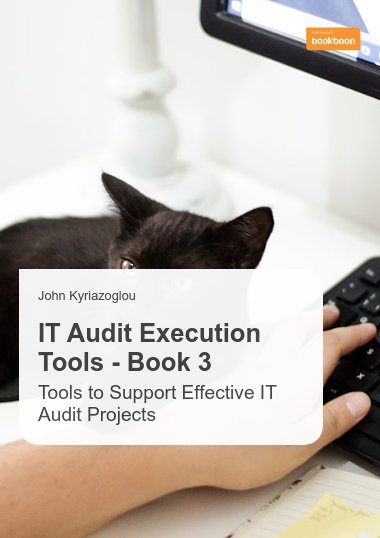 bookboon
John Kyriazoglou
IT Audit Execution
Tools - Book 3
Tools to Support Effective IT
Audit Projects